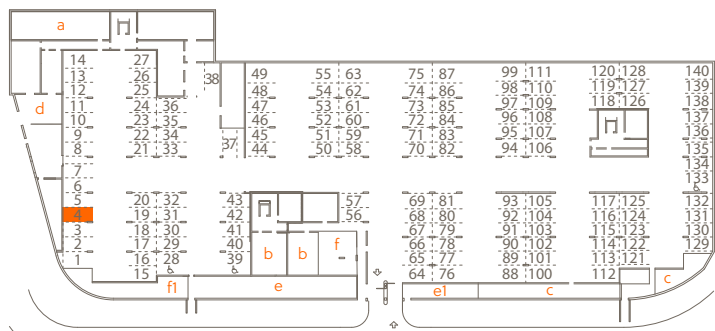 a
14 27 38 49 55 63 75 87 99 111 120 128 140
13 26 48 54 62 74 86 98 110 119 127 139
12 25 47 53 61 73 85 97 109 118 126 138
d 11 24 36 46 52 60 72 84 96 108 137
10 23 35 45 51 59 71 83 95 107 136
9 22 34 37 44 50 58 70 82 94 106 135
8 21 33 134
7 133
6
5 20 32 43 57 69 81 93 105 117 125 132
4 19 31 42 56 68 80 92 104 116 124 131
3 18 30 41 67 79 91 103 115 123 130
2 17 29 40 b b f 66 78 90 102 114 122 129
1 16 28 39 65 77 89 101 113 121
15 64 76 88 100 112 c
f1 e e1 c